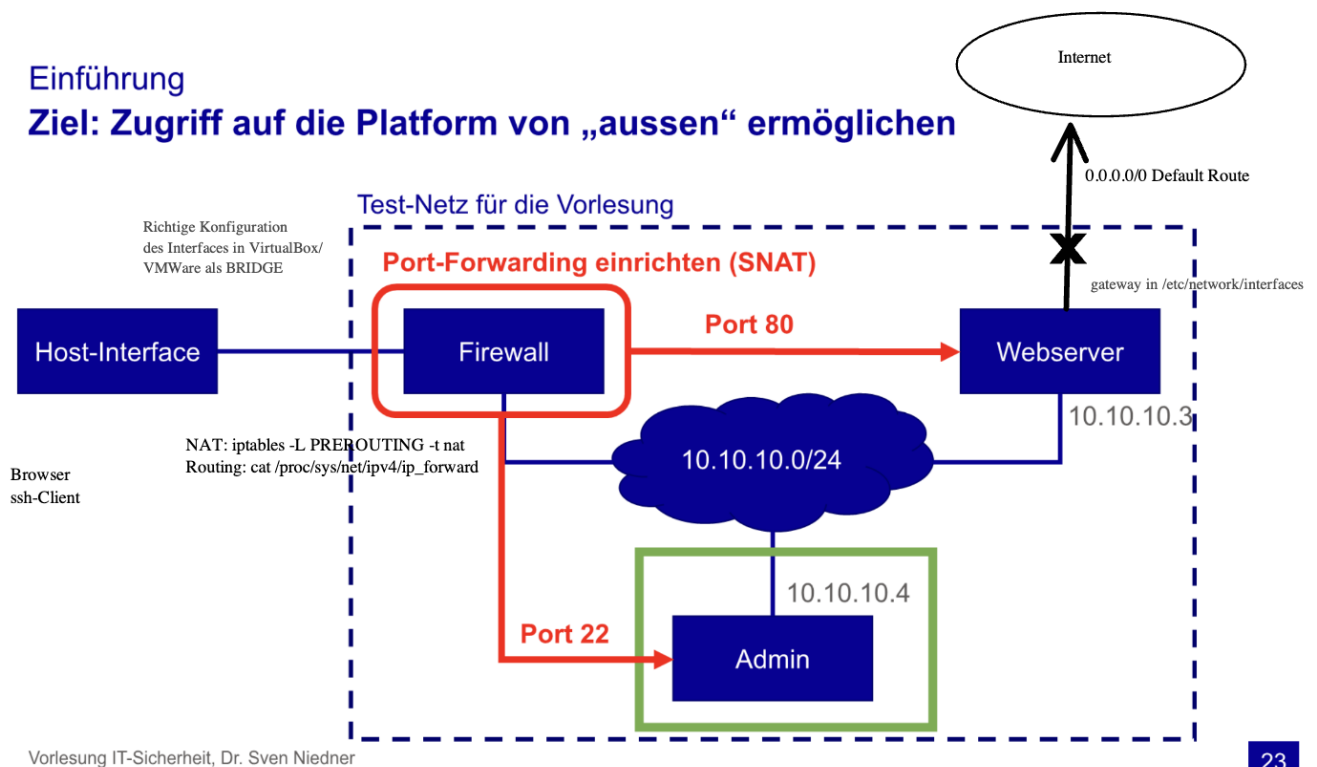 Einführung
Ziel: Zugriff auf die Platform von „aussen“ ermöglichen
Internet
0.0.0.0/0 Default Route
Test-Netz für die Vorlesung
Richtige Konfiguration
des Interfaces in VirtualBox/
VMWare als BRIDGE
Port-Forwarding einrichten (SNAT)
gateway in /etc/network/interfaces
Host-Interface
Firewall
Port 80
Webserver
10.10.10.3
NAT: iptables -L PREROUTING -t nat
Routing: cat /proc/sys/net/ipv4/ip_forward
10.10.10.0/24
Browser
ssh-Client
10.10.10.4
Port 22
Admin
Vorlesung IT-Sicherheit, Dr. Sven Niedner
23